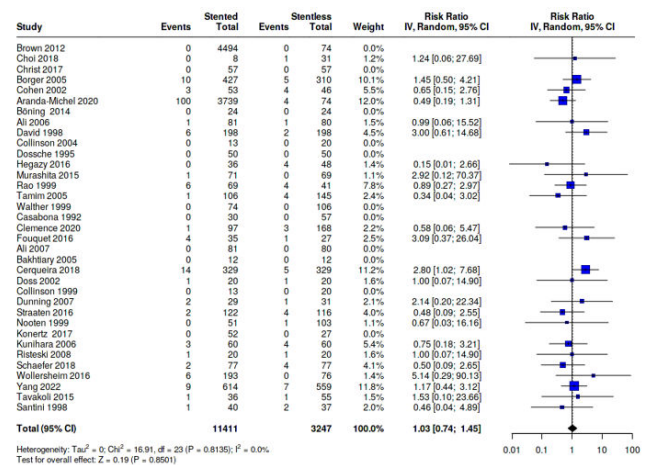 Stented Stentless Risk Ratio Risk Ratio
Study Events Total Events Total Weight IV, Random, 95% CI IV, Random, 95% CI
Brown 2012 0 4494 0 74 0.0%
Choi 2018 0 8 1 31 1.1% 1.24 [0.06; 27.69]
Christ 2017 0 57 0 57 0.0%
Borger 2005 10 427 5 310 10.1% 1.45 [0.50; 4.21]
Cohen 2002 3 53 4 46 5.4% 0.65 [0.15; 2.76]
Aranda-Michel 2020 100 3739 4 74 12.5% 0.49 [0.19; 1.31]
Böning 2014 0 24 0 24 0.0%
Ali 2006 1 81 1 80 1.5% 0.99 [0.06; 15.52]
David 1998 6 198 2 198 4.5% 3.00 [0.61; 14.68]
Collinson 2004 0 13 0 20 0.0%
Dossche 1995 0 50 0 50 0.0%
Hegazy 2016 0 36 4 48 1.4% 0.15 [0.01; 2.66]
Murashita 2015 1 71 0 69 1.1% 2.92 [0.12; 70.37]
Rao 1999 6 69 4 41 8.1% 0.89 [0.27; 2.97]
Tamim 2005 1 106 4 145 2.4% 0.34 [0.04; 3.02]
Walther 1999 0 74 0 106 0.0%
Casabona 1992 0 30 0 57 0.0%
Clemence 2020 1 97 3 168 2.2% 0.58 [0.06; 5.47]
Fouquet 2016 4 35 1 27 2.5% 3.09 [0.37; 26.04]
Ali 2007 0 81 0 80 0.0%
Bakhtiary 2005 0 12 0 12 0.0%
Cerqueira 2018 14 329 5 329 11.2% 2.80 [1.02; 7.68]
Doss 2002 1 20 1 20 1.6% 1.00 [0.07; 14.90]
Collinson 1999 0 13 0 20 0.0%
Dunning 2007 2 29 1 31 2.1% 2.14 [0.20; 22.34]
Straaten 2016 2 122 4 116 4.1% 0.48 [0.09; 2.55]
Nooten 1999 0 51 1 103 1.1% 0.67 [0.03; 16.16]
Konertz 2017 0 52 0 27 0.0%
Kunihara 2006 3 60 4 60 5.4% 0.75 [0.18; 3.21]
Risteski 2008 1 20 1 20 1.6% 1.00 [0.07; 14.90]
Schaefer 2018 2 77 4 77 4.1% 0.50 [0.09; 2.65]
Wollersheim 2016 6 193 0 76 1.4% 5.14 [0.29; 90.13]
Yang 2022 9 614 7 559 11.9% 1.17 [0.44; 3.12]
Tavakoli 2015 1 36 1 55 1.5% 1.53 [0.10; 23.66]
Santini 1998 1 40 2 37 2.0% 0.46 [0.04; 4.89]
Total (95% CI) 11411 3247 100.0% 1.03 [0.74; 1.45]
Heterogeneity: Tau² = 0; Chi² = 16.91, df = 23 (P = 0.8135); I² = 0.0%
Test for overall effect: Z = 0.19 (P = 0.8501)
0.01 0.1 1 10 100